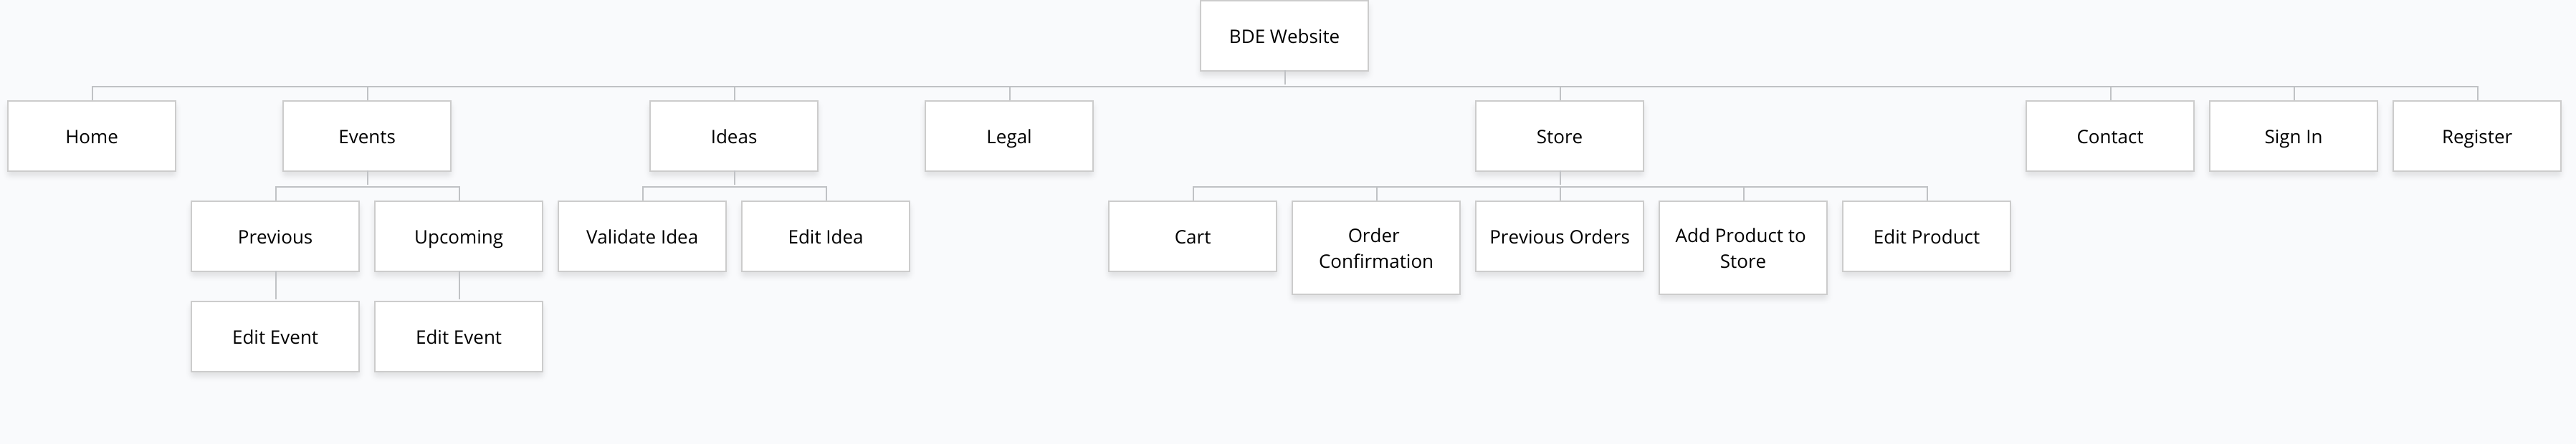 BDE Website
Home
Events
Ideas
Legal
Store
Contact
Sign In
Register
Previous
Upcoming
Validate Idea
Edit Idea
Cart
Order
Confirmation
Previous Orders
Add Product to
Store
Edit Product
Edit Event
Edit Event